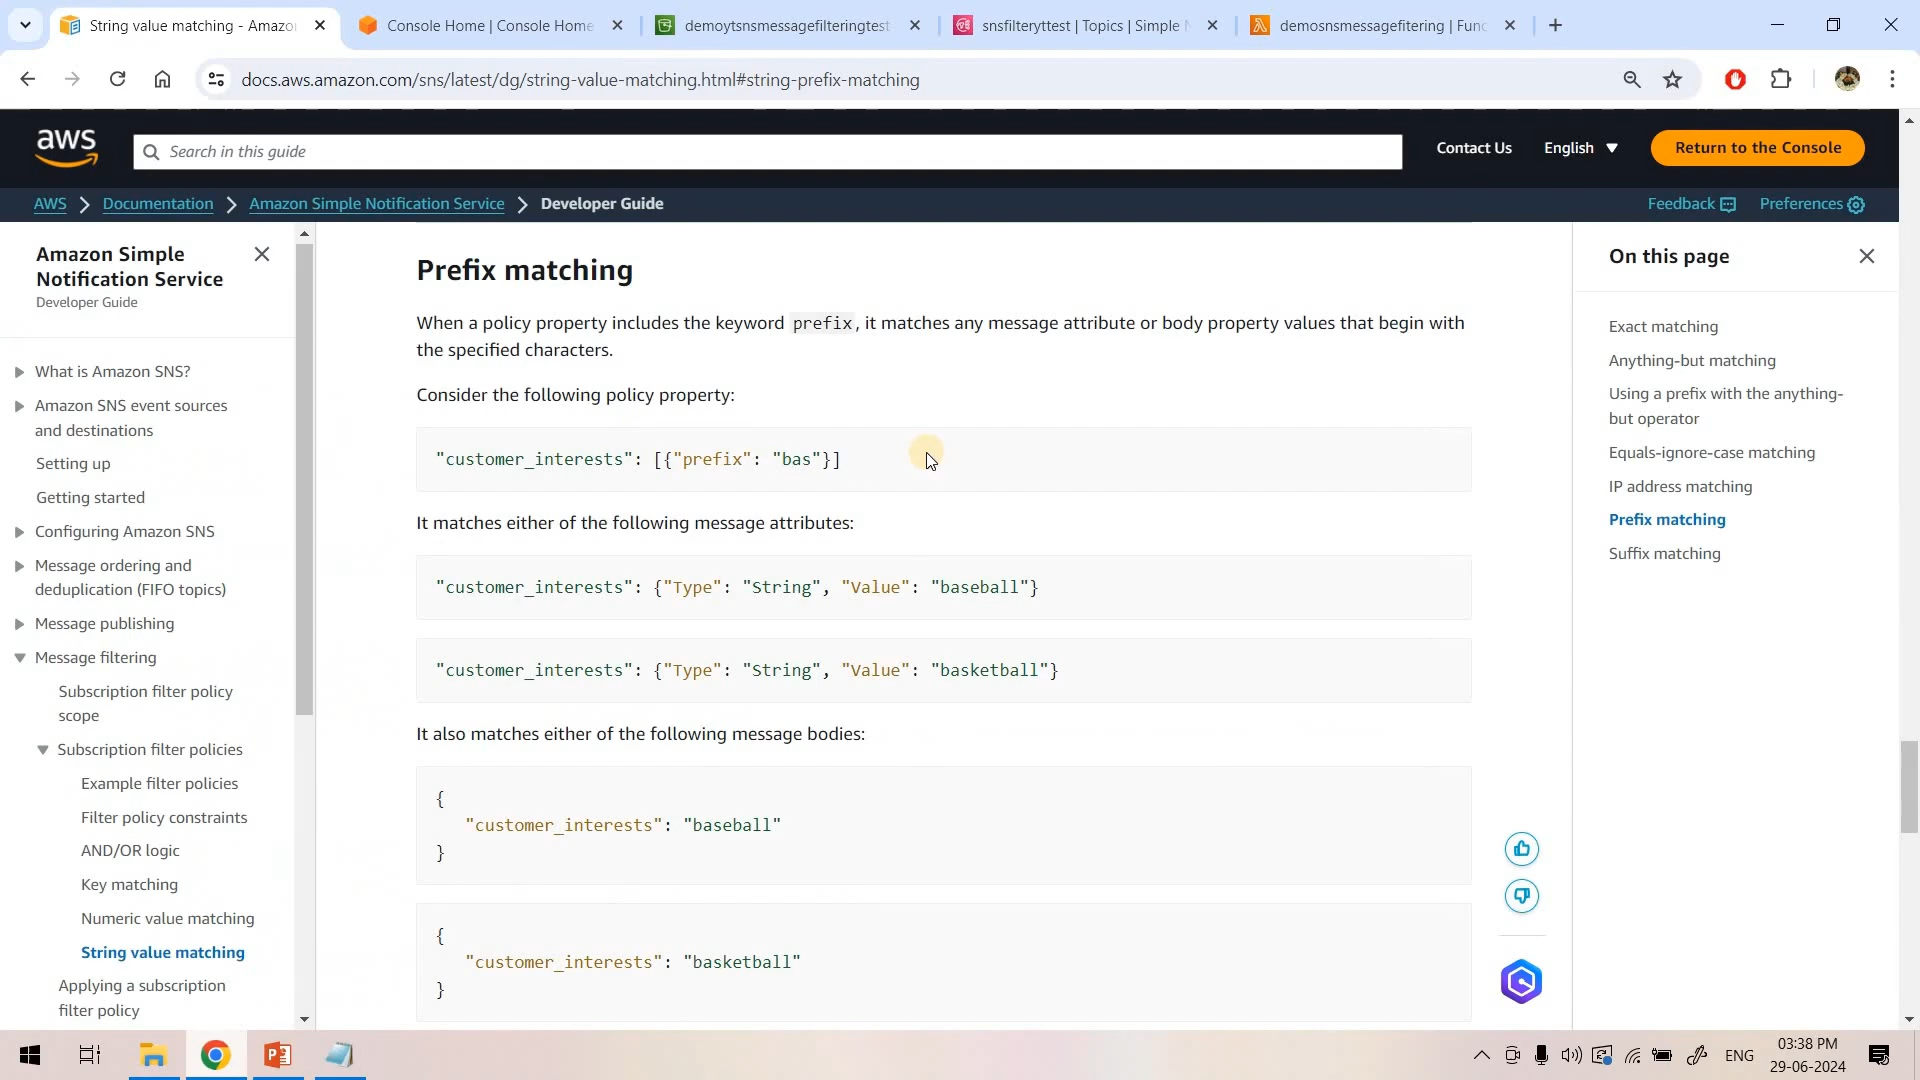 String value matching - Amazo
Console Home | Console Home
demoytsnsmessagefilteringtest
snsfilteryttest | Topics | Simple N
demosnsmessagefitering | Func
docs.aws.amazon.com/sns/latest/dg/string-value-matching.html#string-prefix-matching
aws
Search in this guide
Contact Us
English
Return to the Console
AWS
Documentation
Amazon Simple Notification Service
Developer Guide
Feedback
Preferences
Amazon Simple
Notification Service
Developer Guide
What is Amazon SNS?
Amazon SNS event sources
and destinations
Setting up
Getting started
Configuring Amazon SNS
Message ordering and
deduplication (FIFO topics)
Message publishing
Message filtering
Subscription filter policy
scope
Subscription filter policies
Example filter policies
Filter policy constraints
AND/OR logic
Key matching
Numeric value matching
String value matching
Applying a subscription
filter policy
Prefix matching
When a policy property includes the keyword prefix, it matches any message attribute or body property values that begin with
the specified characters.
Consider the following policy property:
"customer_interests": [{"prefix": "bas"}]
It matches either of the following message attributes:
"customer_interests": {"Type": "String", "Value": "baseball"}
"customer_interests": {"Type": "String", "Value": "basketball"}
It also matches either of the following message bodies:
{
"customer_interests": "baseball"
}
{
"customer_interests": "basketball"
}
On this page
Exact matching
Anything-but matching
Using a prefix with the anything-
but operator
Equals-ignore-case matching
IP address matching
Prefix matching
Suffix matching
ENG
03:38 PM
29-06-2024